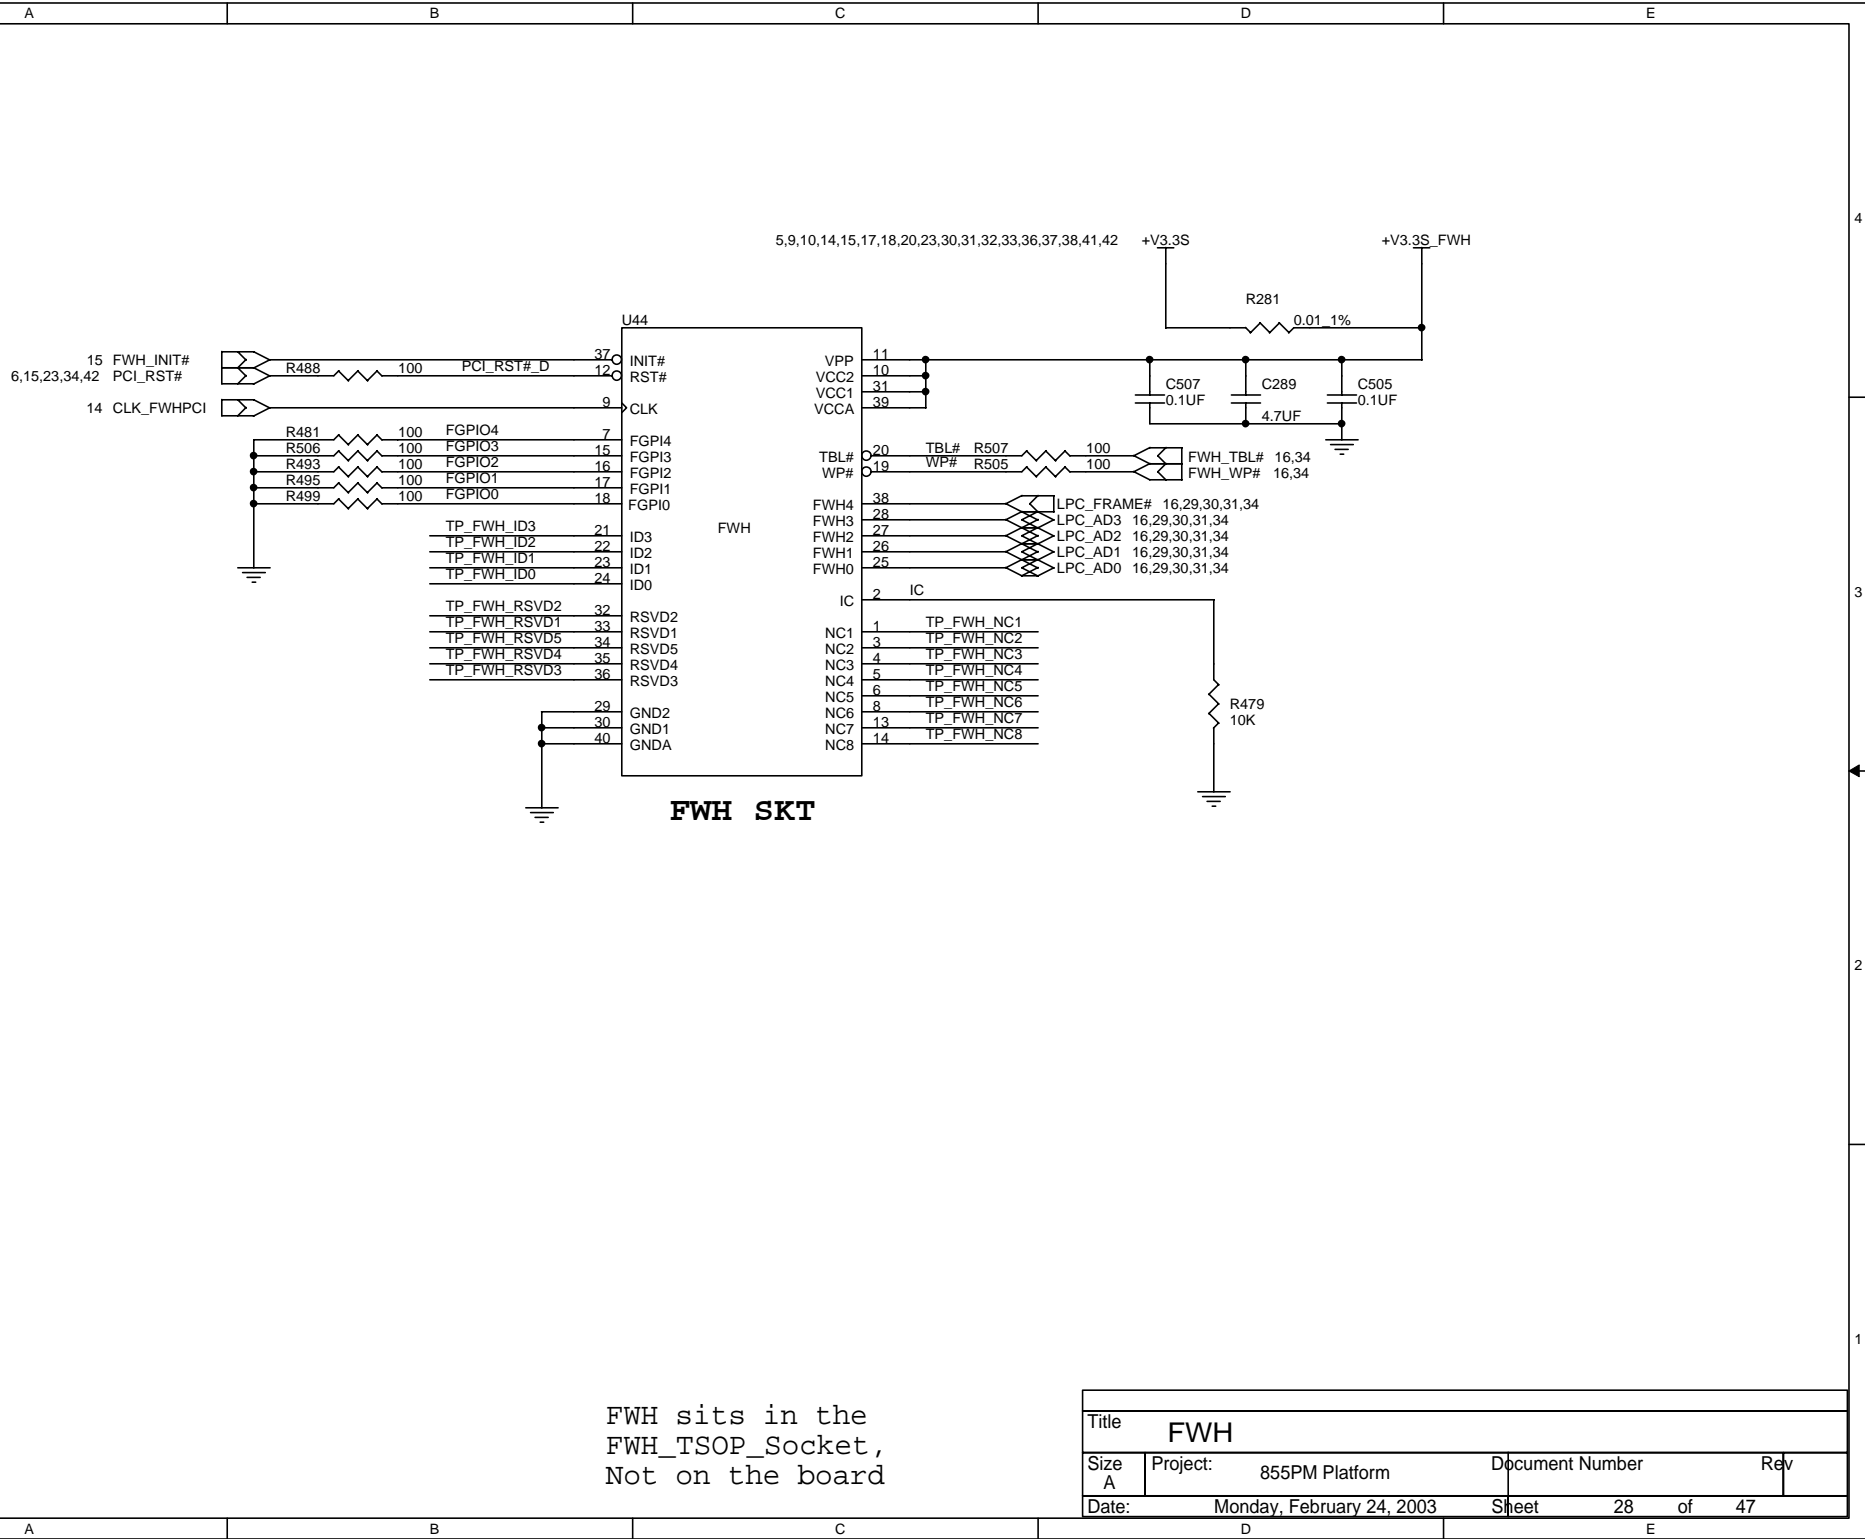 A B C D E
4
5,9,10,14,15,17,18,20,23,30,31,32,33,36,37,38,41,42 +V3.3S +V3.3S_FWH
R281
0.01_1%
U44
15 FWH_INIT# 37 INIT# VPP 11
6,15,23,34,42 PCI_RST# R488 100 PCI_RST#_D 12 RST# VCC2 10
VCC1 31
14 CLK_FWHPCI 9 CLK VCCA 39
C507 0.1UF C289 4.7UF C505 0.1UF
R481 100 FGPIO4 7 FGPI4
R506 100 FGPIO3 15 FGPI3 TBL# 20 TBL# R507 100 FWH_TBL# 16,34
R493 100 FGPIO2 16 FGPI2 WP# 19 WP# R505 100 FWH_WP# 16,34
R495 100 FGPIO1 17 FGPI1
R499 100 FGPIO0 18 FGPI0 FWH4 38 LPC_FRAME# 16,29,30,31,34
FWH3 28 LPC_AD3 16,29,30,31,34
TP_FWH_ID3 21 ID3 FWH FWH2 27 LPC_AD2 16,29,30,31,34
TP_FWH_ID2 22 ID2 FWH1 26 LPC_AD1 16,29,30,31,34
TP_FWH_ID1 23 ID1 FWH0 25 LPC_AD0 16,29,30,31,34
TP_FWH_ID0 24 ID0
3
IC 2 IC
TP_FWH_RSVD2 32 RSVD2
TP_FWH_RSVD1 33 RSVD1 NC1 1 TP_FWH_NC1
TP_FWH_RSVD5 34 RSVD5 NC2 3 TP_FWH_NC2
TP_FWH_RSVD4 35 RSVD4 NC3 4 TP_FWH_NC3
TP_FWH_RSVD3 36 RSVD3 NC4 5 TP_FWH_NC4
NC5 6 TP_FWH_NC5
29 GND2 NC6 8 TP_FWH_NC6
30 GND1 NC7 13 TP_FWH_NC7
40 GNDA NC8 14 TP_FWH_NC8
R479
10K
FWH SKT
2
1
FWH sits in the
FWH_TSOP_Socket,
Not on the board
Title FWH
Size A Project: 855PM Platform Document Number Rev
Date: Monday, February 24, 2003 Sheet 28 of 47
A B C D E